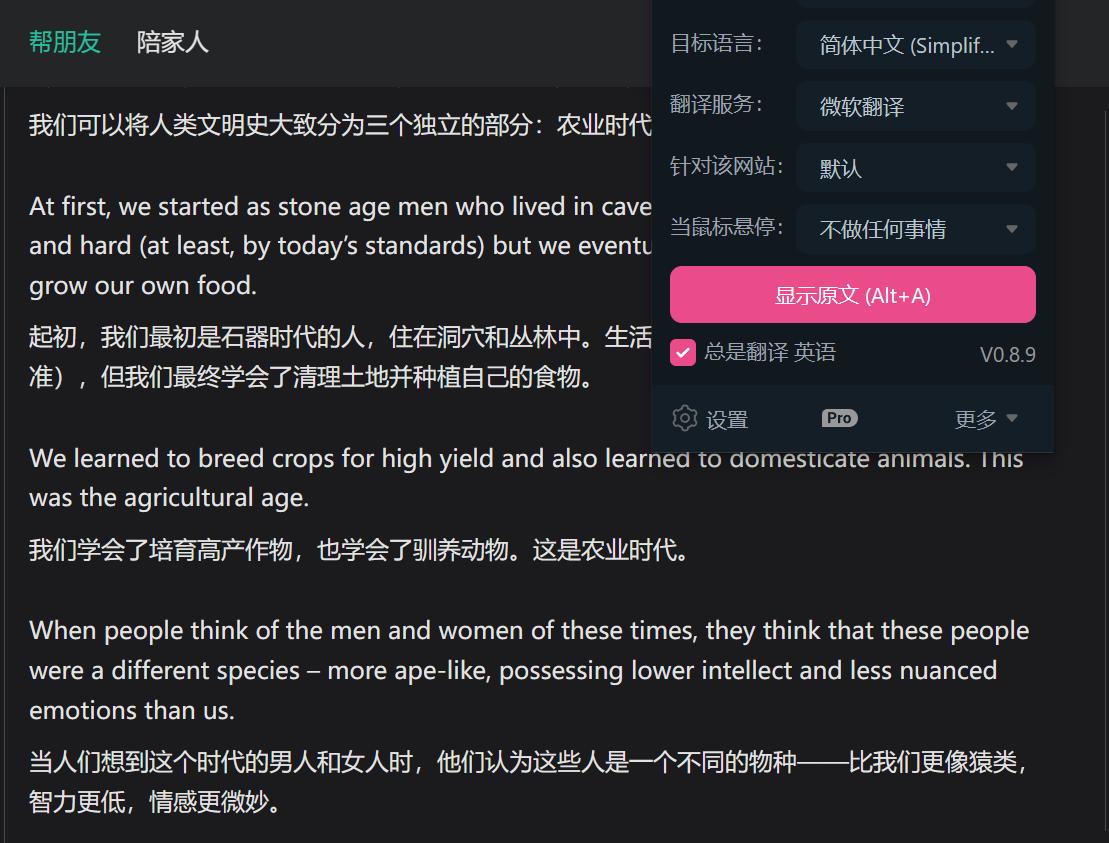 帮朋友 陪家人
我们可以将人类文明史大致分为三个独立的部分：农业时代
At first, we started as stone age men who lived in cave
and hard (at least, by today’s standards) but we eventu
grow our own food.
起初，我们最初是石器时代的人，住在洞穴和丛林中。生活
准），但我们最终学会了清理土地并种植自己的食物。
We learned to breed crops for high yield and also learned to domesticate animals. This
was the agricultural age.
我们学会了培育高产作物，也学会了驯养动物。这是农业时代。
When people think of the men and women of these times, they think that these people
were a different species – more ape-like, possessing lower intellect and less nuanced
emotions than us.
当人们想到这个时代的男人和女人时，他们认为这些人是一个不同的物种——比我们更像猿类，
智力更低，情感更微妙。
目标语言： 简体中文 (Simplif...
翻译服务： 微软翻译
针对该网站： 默认
当鼠标悬停： 不做任何事情
显示原文 (Alt+A)
总是翻译 英语 V0.8.9
设置 Pro 更多